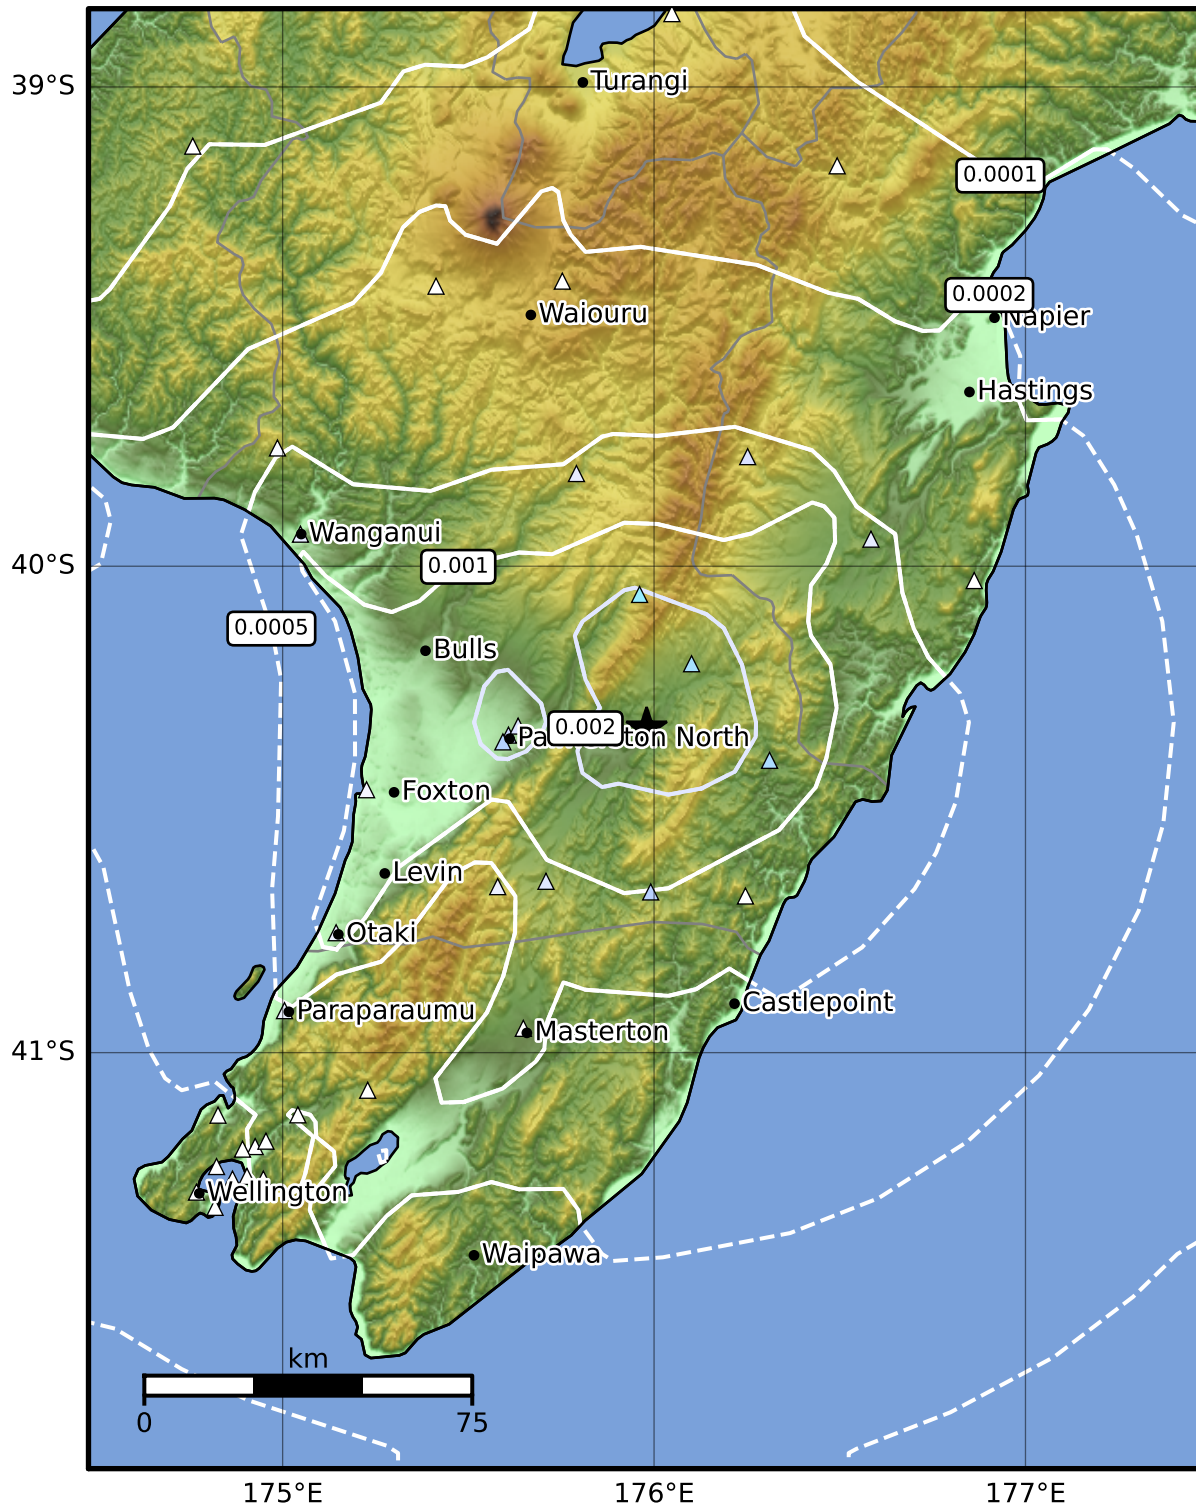 39°S
Turangi
0.0001
0.0002
Napier
Waiouru
Hastings
Wanganui
40°S
0.001
0.0005
Bulls
0.002
North
Foxton
Levin
Otaki
Castlepoint
Paraparaumu
Masterton
41°S
Wellington
Waipawa
km
0 75
175°E 176°E 177°E